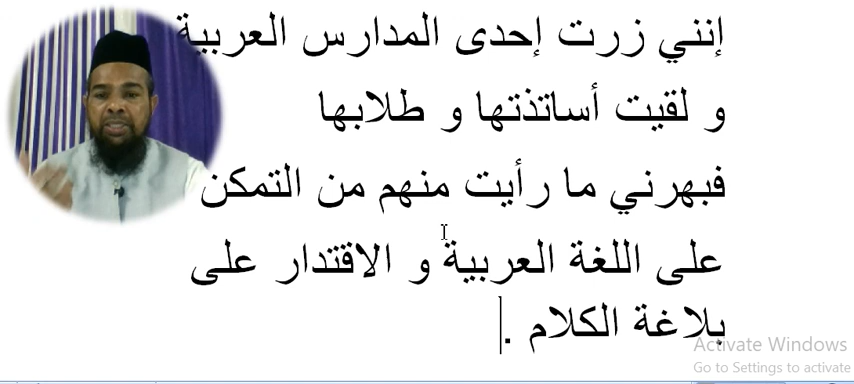 إنني زرت إحدى المدارس العربية
و لقيت أساتذتها و طلابها
فبهرني ما رأيت منهم من التمكن
على اللغة العربية و الاقتدار على
بلاغة الكلام .
Activate Windows
Go to Settings to activate